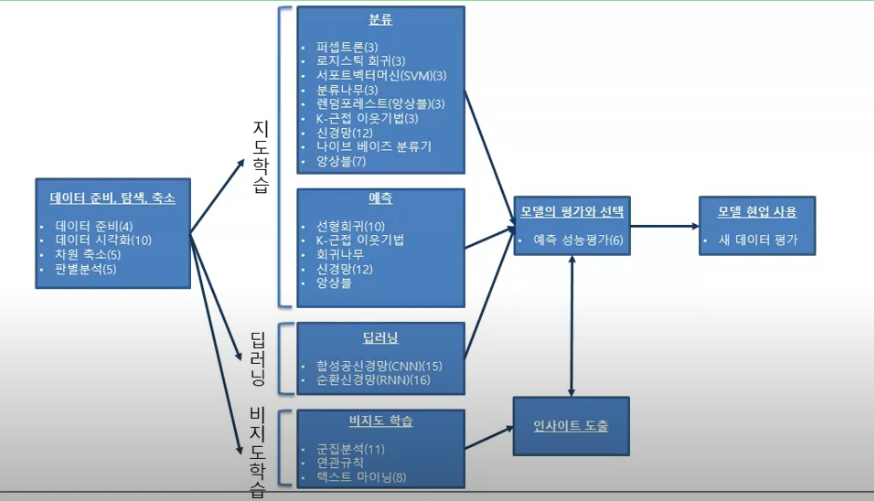 데이터 준비, 탐색, 축소
• 데이터 준비(4)
• 데이터 시각화(10)
• 차원 축소(5)
• 판별분석(5)
지도학습
분류
• 퍼셉트론(3)
• 로지스틱 회귀(3)
• 서포트벡터머신(SVM)(3)
• 분류나무(3)
• 렌덤포레스트(앙상블)(3)
• K-근접 이웃기법(3)
• 신경망(12)
• 나이브 베이즈 분류기
• 앙상블(7)
예측
• 선형회귀(10)
• K-근접 이웃기법
• 회귀나무
• 신경망(12)
• 앙상블
딥러닝
딥러닝
• 합성공신경망(CNN)(15)
• 순환신경망(RNN)(16)
비지도학습
비지도 학습
• 군집분석(11)
• 연관규칙
• 텍스트 마이닝(8)
모델의 평가와 선택
• 예측 성능평가(6)
인사이트 도출
모델 현업 사용
• 새 데이터 평가